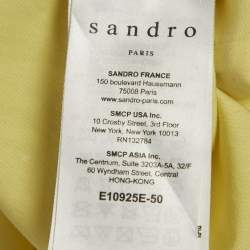 sandro
PARIS
SANDRO FRANCE
150 boulevard Haussmann
75008 Paris
www.sandro-paris.com
SMCP USA Inc.
10 Crosby Street, 3rd Floor
New York, NY 10013
RN132784
SMCP ASIA Inc.
The Centrum, Suite 3203A-5A, 32/F
60 Wyndham Street, Central
HONG-KONG
E10925E-50